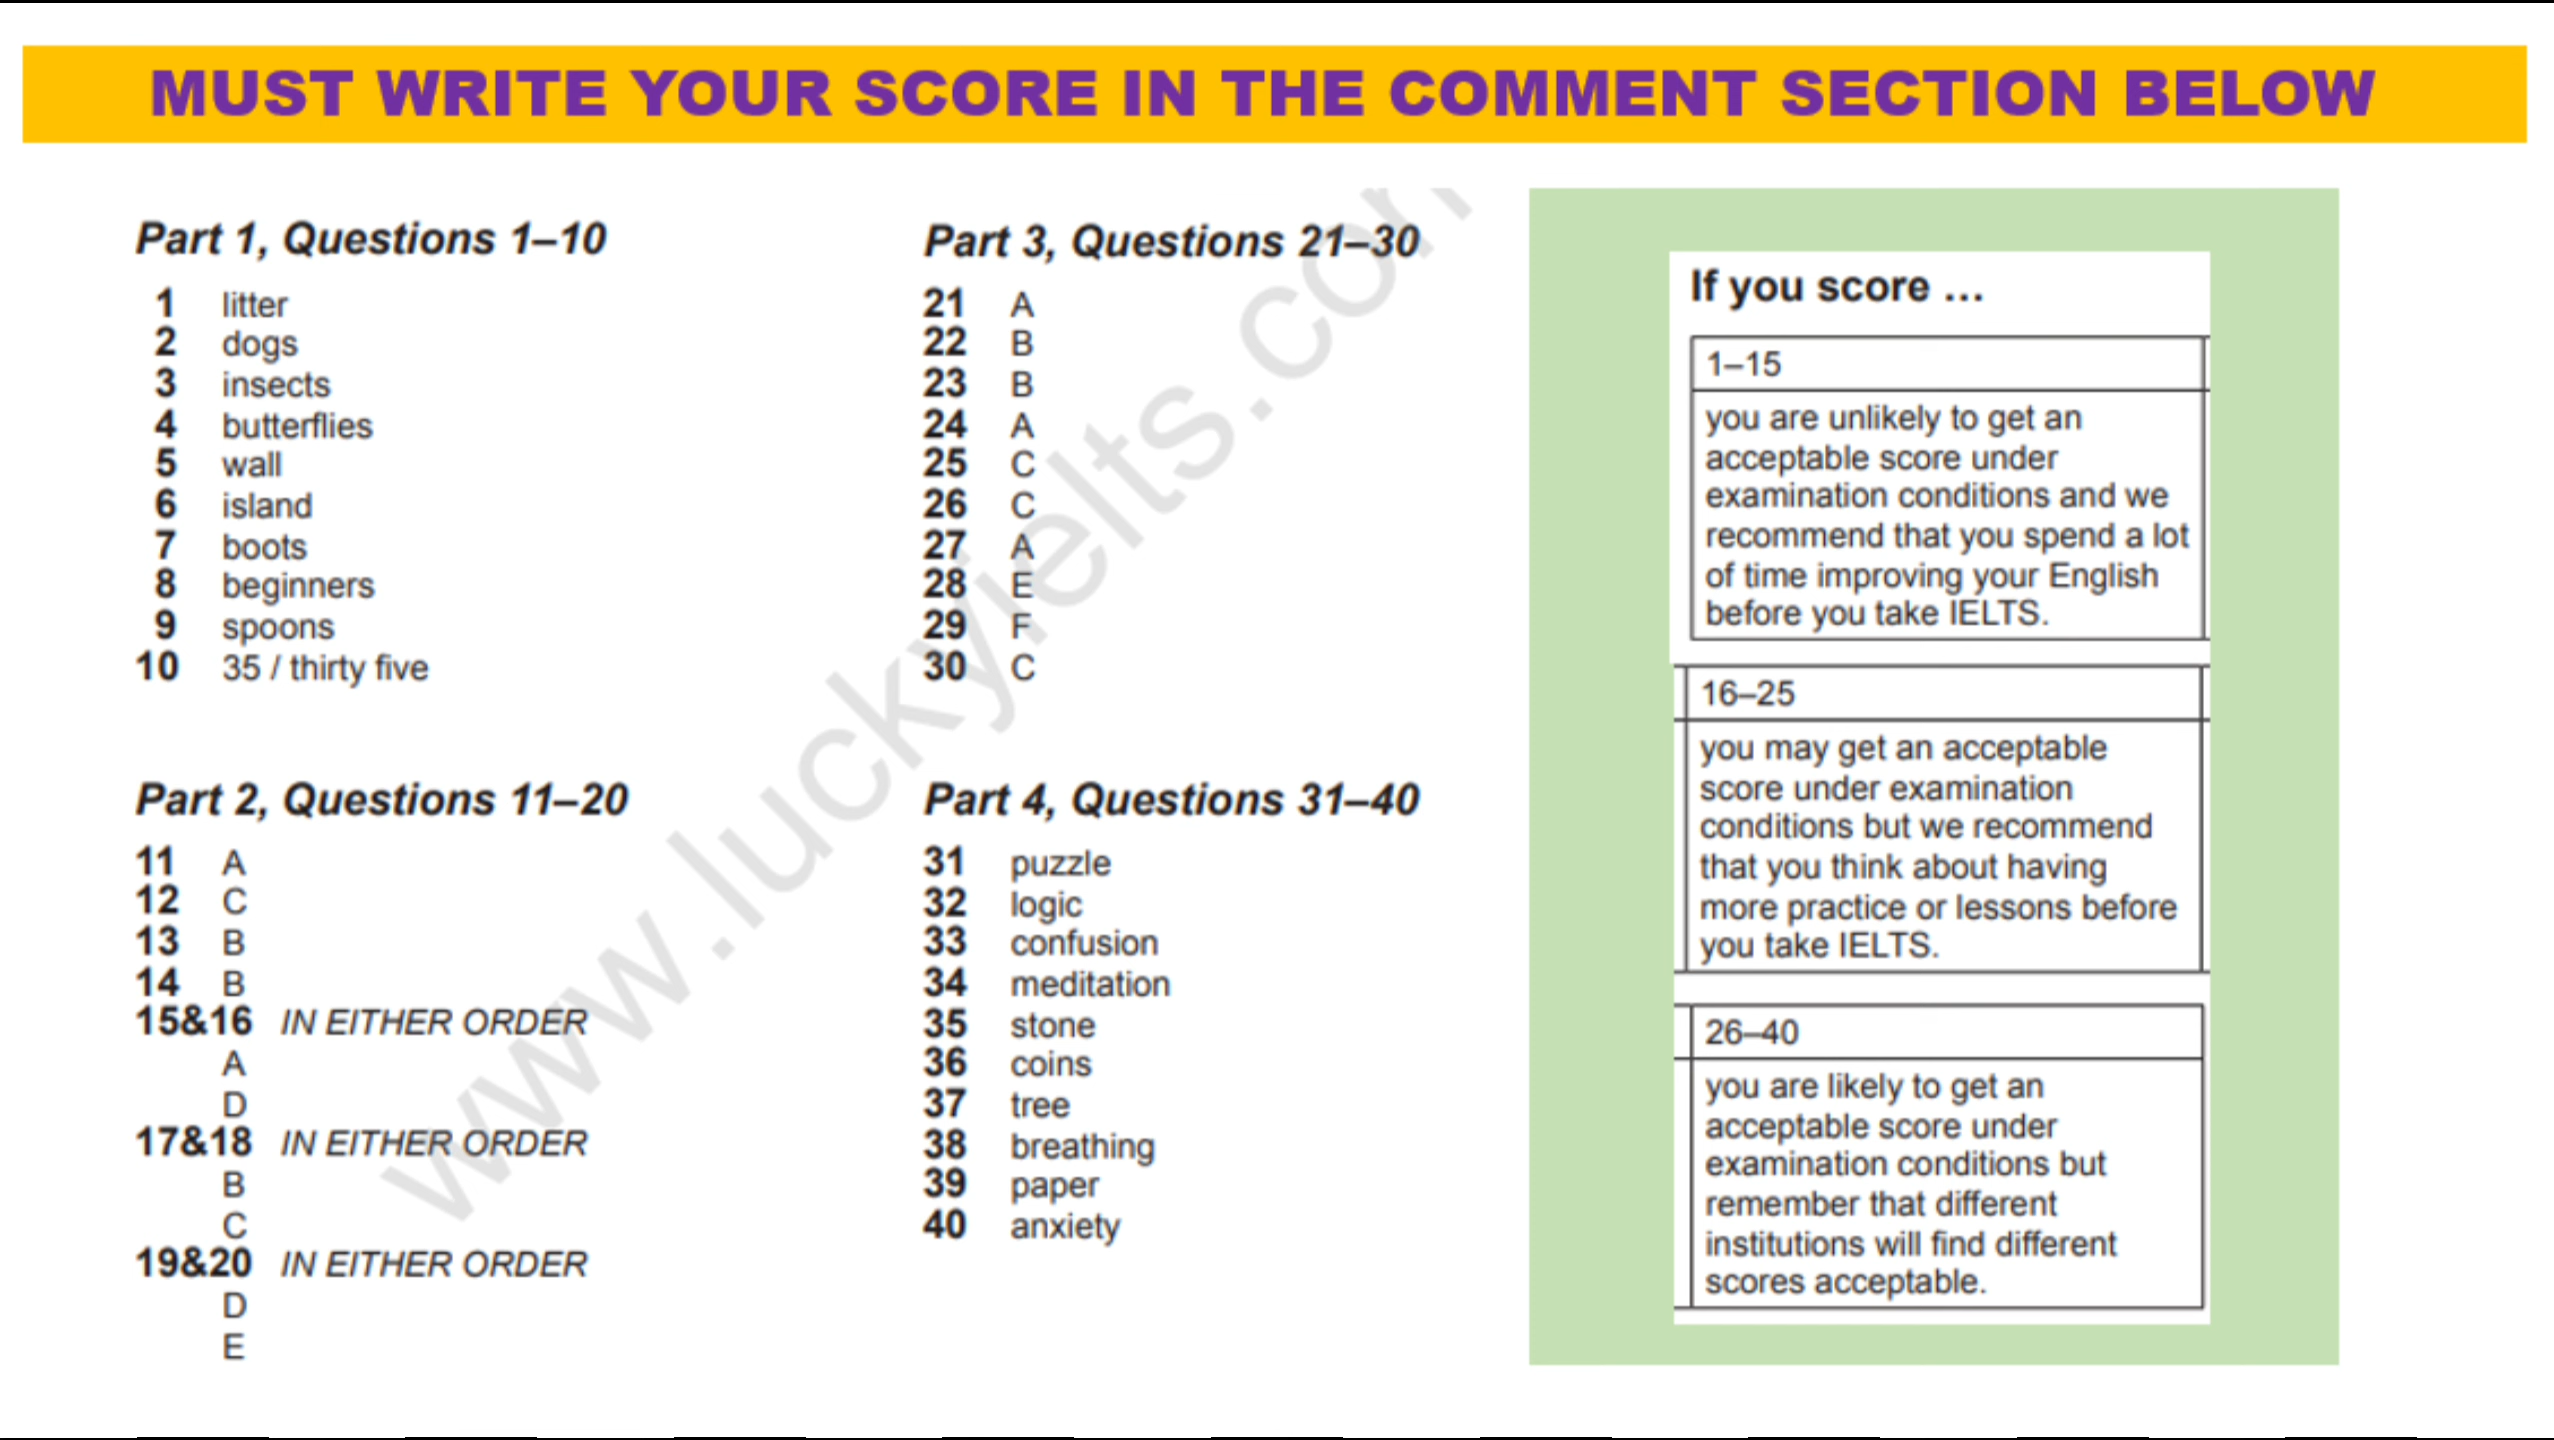 MUST WRITE YOUR SCORE IN THE COMMENT SECTION BELOW
Part 1, Questions 1–10
1 litter
2 dogs
3 insects
4 butterflies
5 wall
6 island
7 boots
8 beginners
9 spoons
10 35 / thirty five
Part 2, Questions 11–20
11 A
12 C
13 B
14 B
15&16 IN EITHER ORDER
A
D
17&18 IN EITHER ORDER
B
C
19&20 IN EITHER ORDER
D
E
Part 3, Questions 21–30
21 A
22 B
23 B
24 A
25 C
26 C
27 A
28 E
29 F
30 C
Part 4, Questions 31–40
31 puzzle
32 logic
33 confusion
34 meditation
35 stone
36 coins
37 tree
38 breathing
39 paper
40 anxiety
www.luckyielts.com
If you score …
1–15
you are unlikely to get an
acceptable score under
examination conditions and we
recommend that you spend a lot
of time improving your English
before you take IELTS.
16–25
you may get an acceptable
score under examination
conditions but we recommend
that you think about having
more practice or lessons before
you take IELTS.
26–40
you are likely to get an
acceptable score under
examination conditions but
remember that different
institutions will find different
scores acceptable.